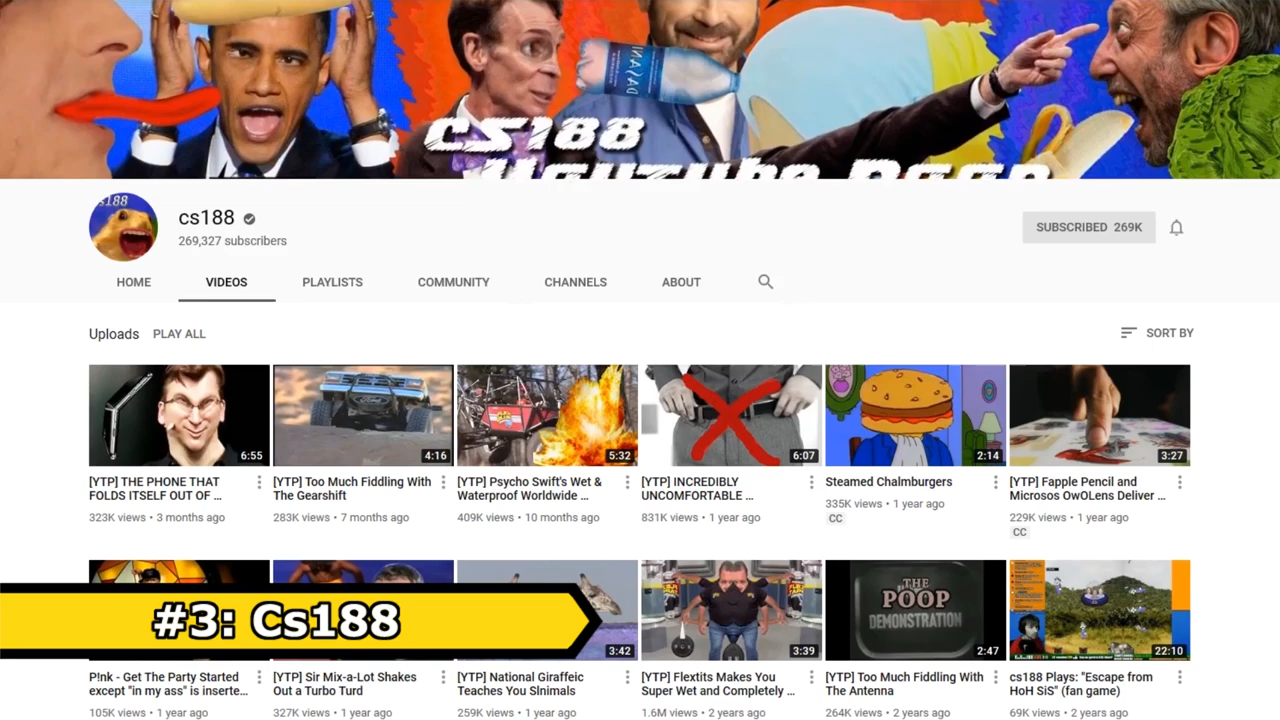 DASANI
CS188
Youtube Poop
s188
cs188
269,327 subscribers
SUBSCRIBED 269K
HOME
VIDEOS
PLAYLISTS
COMMUNITY
CHANNELS
ABOUT
Uploads
PLAY ALL
SORT BY
6:55
4:16
5:32
6:07
2:14
3:27
[YTP] THE PHONE THAT
FOLDS ITSELF OUT OF ...
323K views • 3 months ago
[YTP] Too Much Fiddling With
The Gearshift
283K views • 7 months ago
[YTP] Psycho Swift's Wet &
Waterproof Worldwide ...
409K views • 10 months ago
[YTP] INCREDIBLY
UNCOMFORTABLE ...
831K views • 1 year ago
Steamed Chalmburgers
335K views • 1 year ago
CC
[YTP] Fapple Pencil and
Microsos OwOLens Deliver ...
229K views • 1 year ago
CC
#3: Cs188
3:42
3:39
THE
POOP
DEMONSTRATION
2:47
22:10
P!nk - Get The Party Started
except "in my ass" is inserte...
105K views • 1 year ago
[YTP] Sir Mix-a-Lot Shakes
Out a Turbo Turd
327K views • 1 year ago
[YTP] National Giraffeic
Teaches You Slnimals
259K views • 1 year ago
[YTP] Flextits Makes You
Super Wet and Completely ...
1.6M views • 2 years ago
[YTP] Too Much Fiddling With
The Antenna
264K views • 2 years ago
cs188 Plays: "Escape from
HoH SiS" (fan game)
69K views • 2 years ago